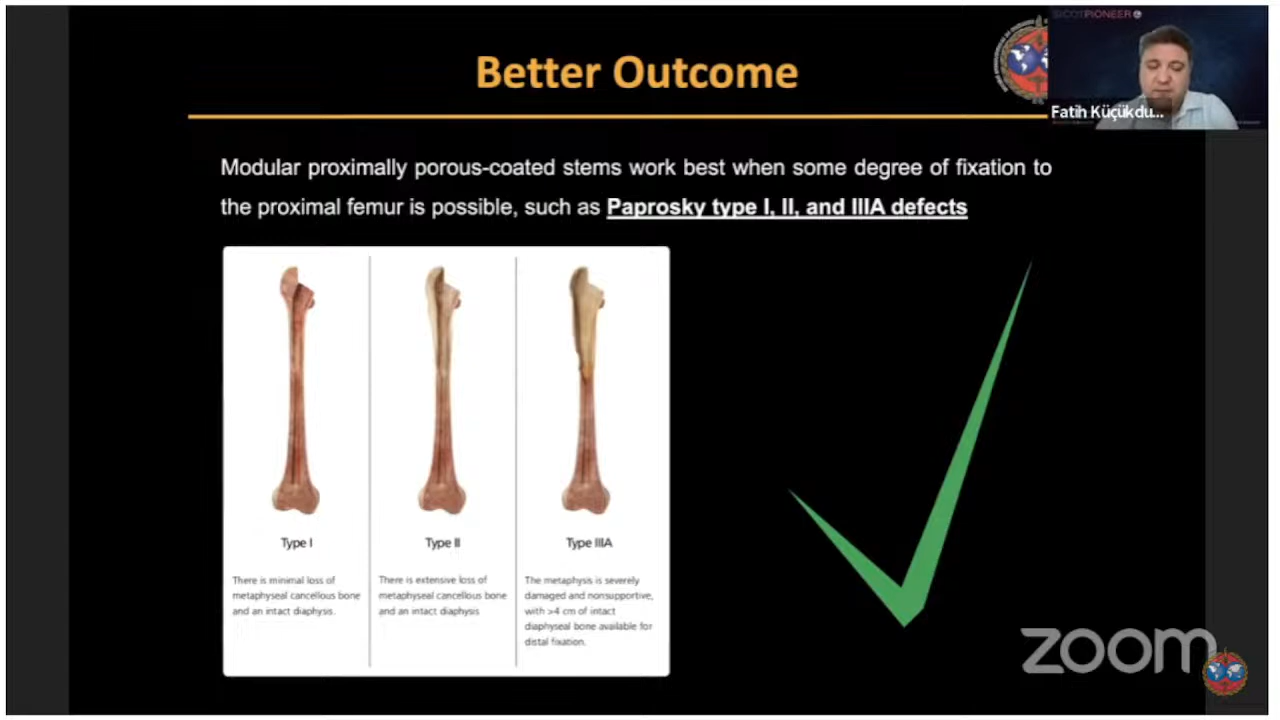 Better Outcome
SICOTPIONEER
Fatih Küçükdu...
Modular proximally porous-coated stems work best when some degree of fixation to
the proximal femur is possible, such as Paprosky type I, II, and IIIA defects
Type I
There is minimal loss of
metaphyseal cancellous bone
and an intact diaphysis.
Type II
There is extensive loss of
metaphyseal cancellous bone
and an intact diaphysis
Type IIIA
The metaphysis is severely
damaged and nonsupportive,
with >4 cm of intact
diaphyseal bone available for
distal fixation.
zoom